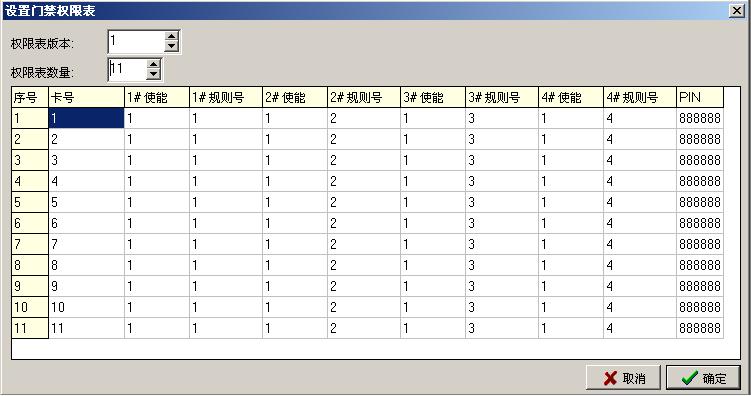 设置门禁权限表
权限表版本: 1
权限表数量: 11
序号 卡号 1# 使能 1# 规则号 2# 使能 2# 规则号 3# 使能 3# 规则号 4# 使能 4# 规则号 PIN
1 1 1 1 1 2 1 3 1 4 888888
2 2 1 1 1 2 1 3 1 4 888888
3 3 1 1 1 2 1 3 1 4 888888
4 4 1 1 1 2 1 3 1 4 888888
5 5 1 1 1 2 1 3 1 4 888888
6 6 1 1 1 2 1 3 1 4 888888
7 7 1 1 1 2 1 3 1 4 888888
8 8 1 1 1 2 1 3 1 4 888888
9 9 1 1 1 2 1 3 1 4 888888
10 10 1 1 1 2 1 3 1 4 888888
11 11 1 1 1 2 1 3 1 4 888888
取消 确定